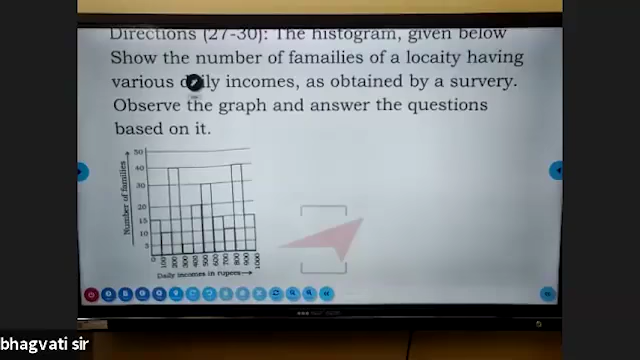 Directions (27-30): The histogram, given below
Show the number of famailies of a locaity having
various daily incomes, as obtained by a survery.
Observe the graph and answer the questions
based on it.
Number of families
50
40
30
20
15
10
5
0 100 200 300 400 500 600 700 800 900 1000
Daily incomes in rupees
bhagvati sir